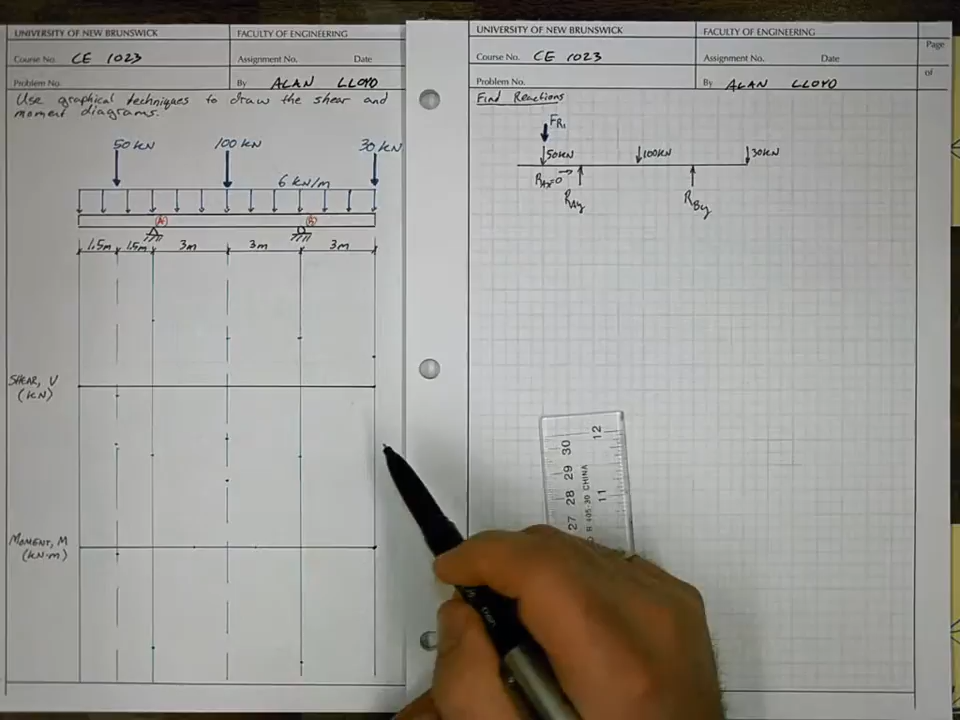 UNIVERSITY OF NEW BRUNSWICK
FACULTY OF ENGINEERING
Course No. CE 1023
Assignment No.
Date
Problem No.
By ALAN LLOYD
Use graphical techniques to draw the shear and
moment diagrams.
50 kN 100 kN 30 kN
6 kN/m
A B
1.5m 1.5m 3m 3m 3m
SHEAR, V
(KN)
MOMENT, M
(KN·m)
UNIVERSITY OF NEW BRUNSWICK
FACULTY OF ENGINEERING
Page
Course No. CE 1023
Assignment No.
Date
of
Problem No.
By ALAN LLOYD
Find Reactions
FR1
50KN 100KN 30KN
RAx=0
RAy RBy
30 12
29
28 11
27
405-30 CHINA